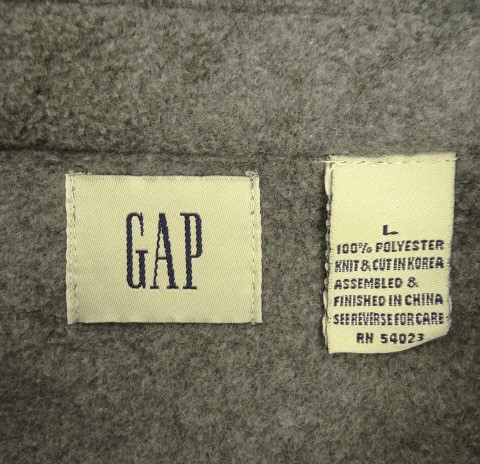 GAP
L
100% POLYESTER
KNIT & CUT IN KOREA
ASSEMBLED &
FINISHED IN CHINA
SEE REVERSE FOR CARE
RN 54023